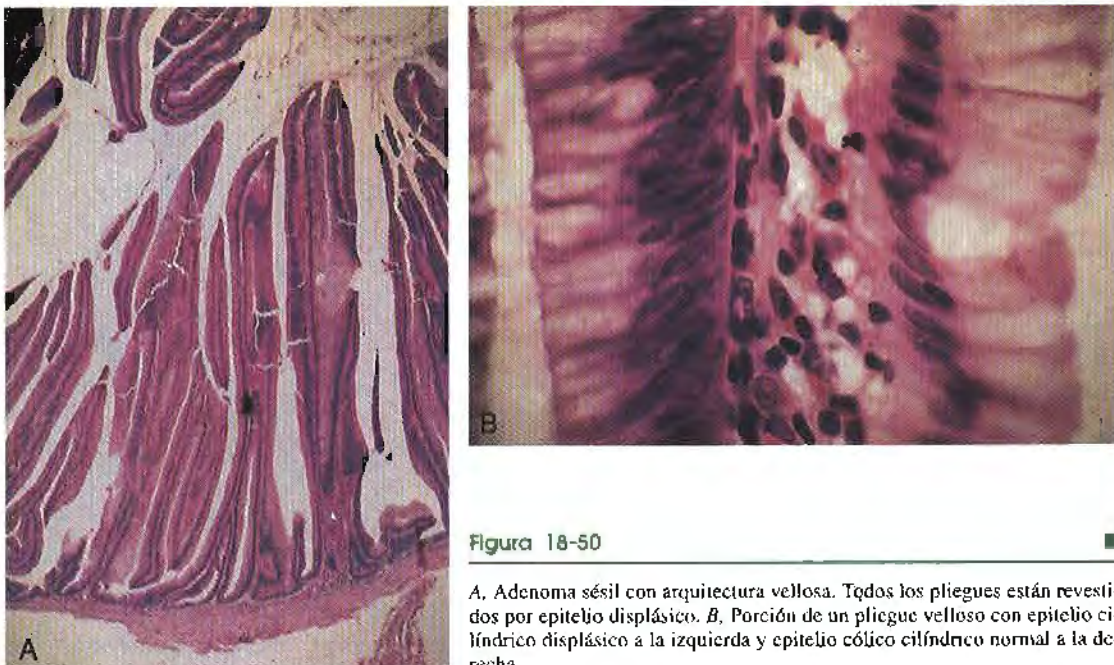 A
B
Figura 18-50
A, Adenoma sésil con arquitectura vellosa. Todos los pliegues están revesti-
dos por epitelio displásico. B, Porción de un pliegue velloso con epitelio ci-
líndrico displásico a la izquierda y epitelio cólico cilíndrico normal a la de-
recha.